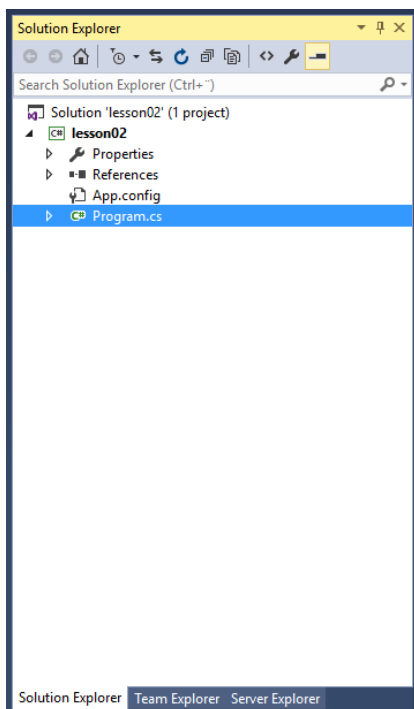 Solution Explorer
Search Solution Explorer (Ctrl+¨)
Solution 'lesson02' (1 project)
C# lesson02
Properties
References
App.config
C# Program.cs
Solution Explorer Team Explorer Server Explorer